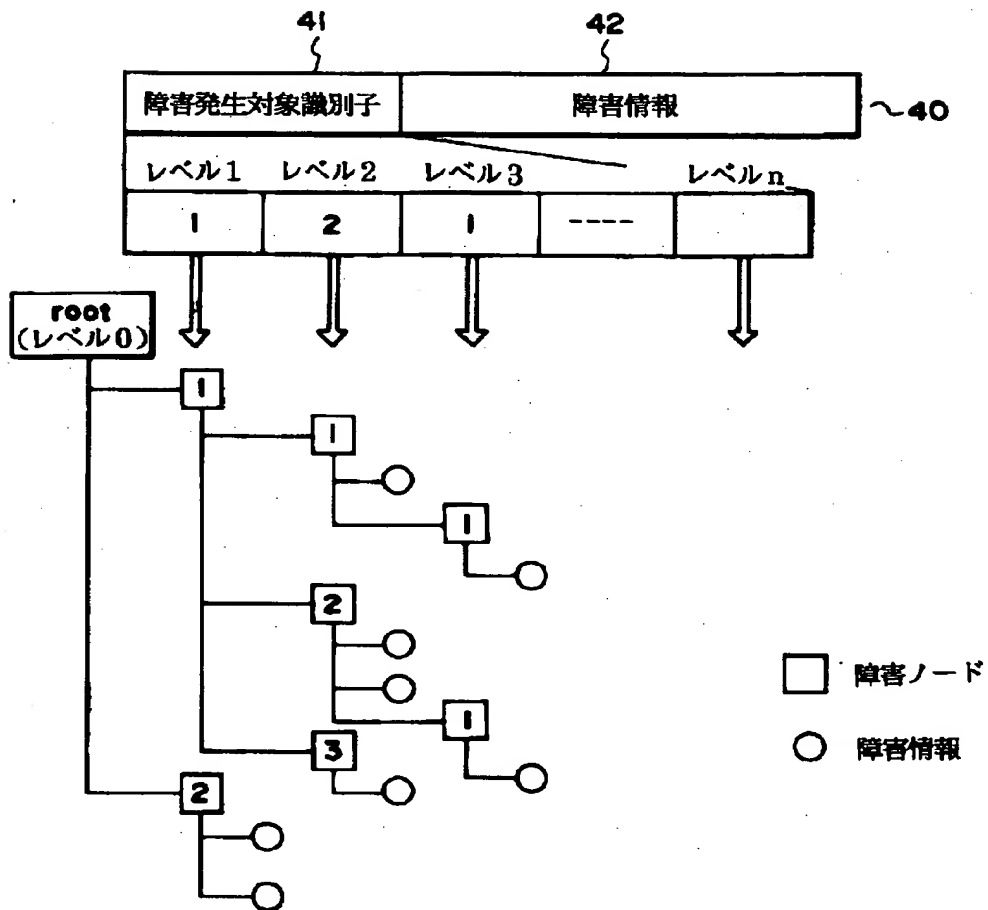 41 42
障害発生対象識別子 障害情報 40
レベル1 レベル2 レベル3 レベルn
1 2 1 ----
root
(レベル0)
1
1
1
2
1
3
2
障害ノード
障害情報